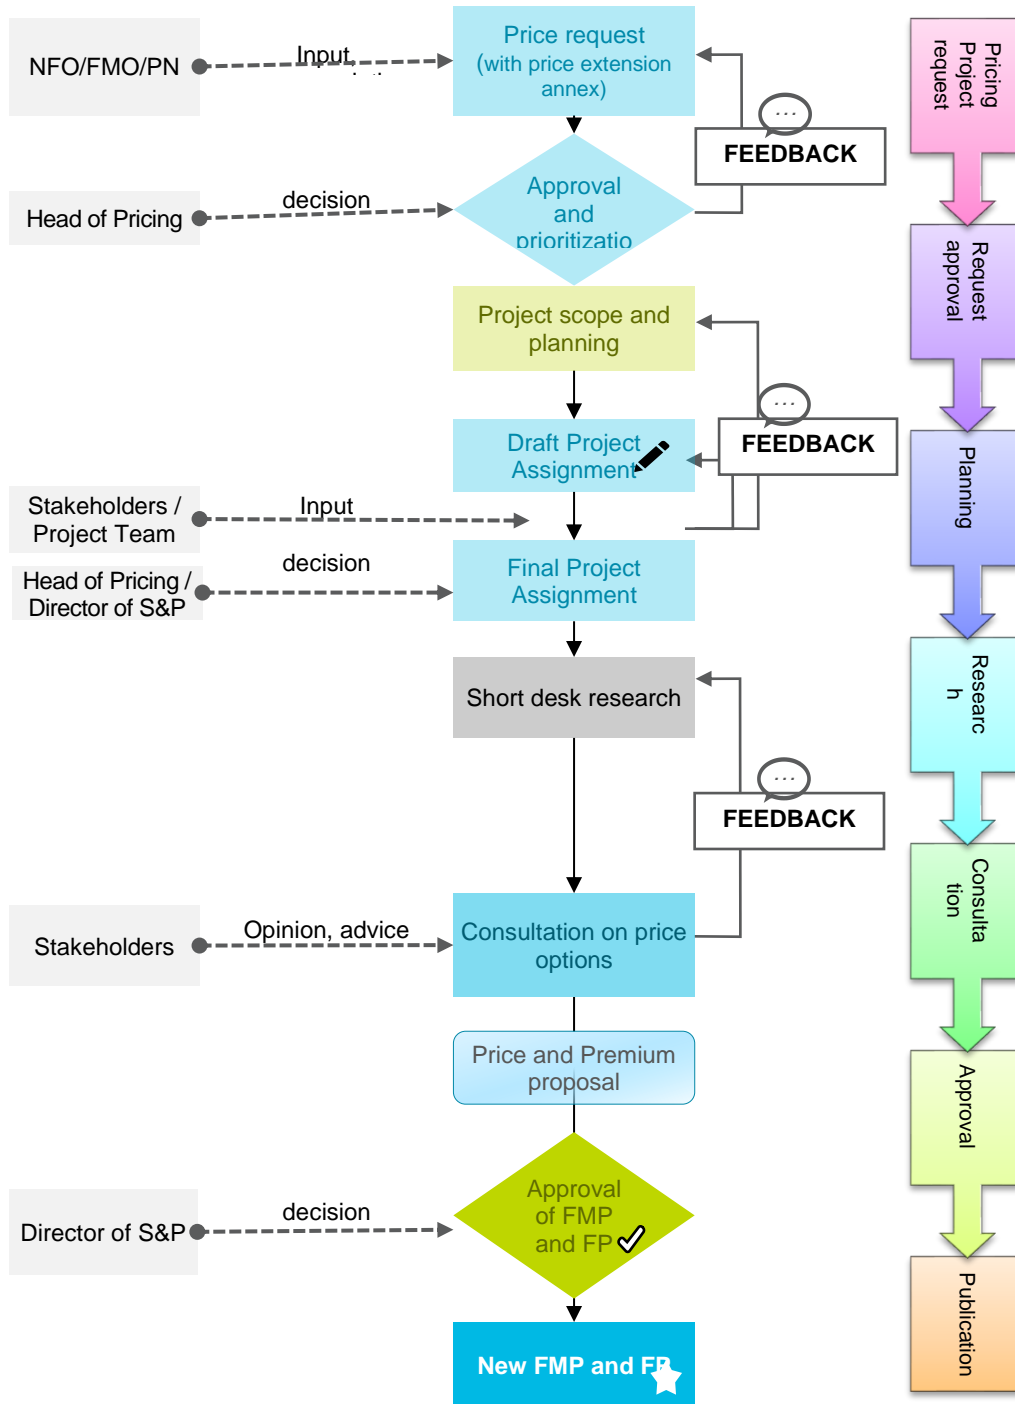 NFO/FMO/PN
Input,
Price request
(with price extension
annex)
...
FEEDBACK
Head of Pricing
decision
Approval
and
prioritizatio
Project scope and
planning
...
FEEDBACK
Draft Project
Assignment
Stakeholders /
Project Team
Input
Head of Pricing /
Director of S&P
decision
Final Project
Assignment
Short desk research
...
FEEDBACK
Stakeholders
Opinion, advice
Consultation on price
options
Price and Premium
proposal
Director of S&P
decision
Approval
of FMP
and FP
New FMP and FP
Pricing
Project
request
Request
approval
Planning
Researc
h
Consulta
tion
Approval
Publication